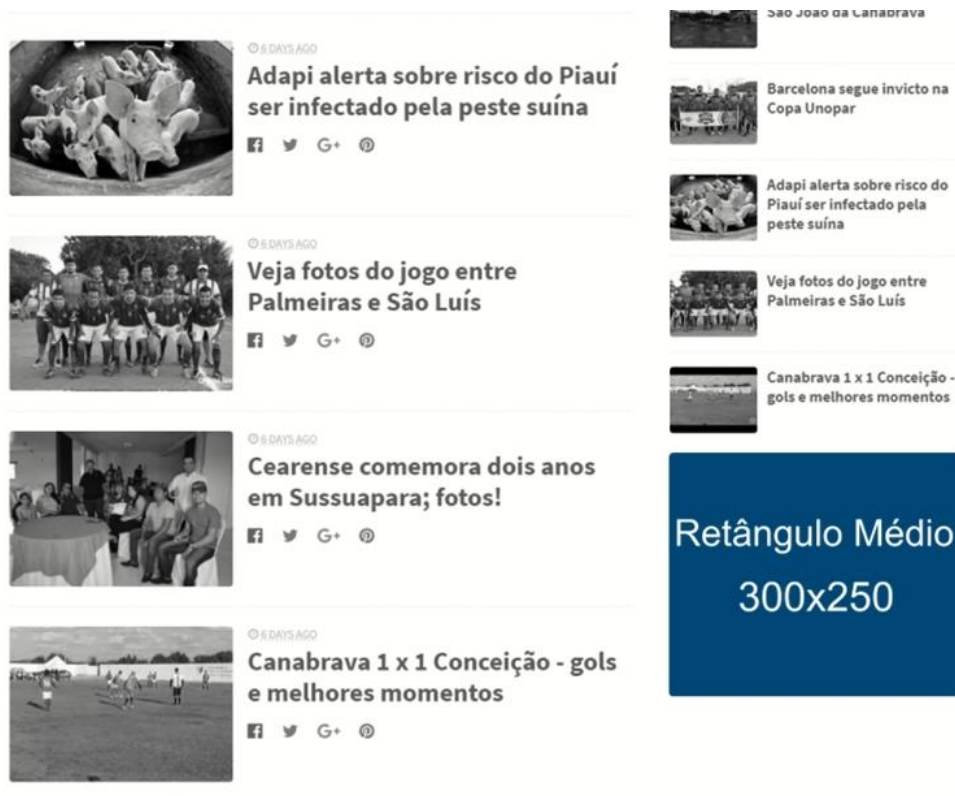 6 DAYS AGO
Adapi alerta sobre risco do Piauí
ser infectado pela peste suína
6 DAYS AGO
Veja fotos do jogo entre
Palmeiras e São Luís
6 DAYS AGO
Cearense comemora dois anos
em Sussuapara; fotos!
6 DAYS AGO
Canabrava 1 x 1 Conceição - gols
e melhores momentos
São João da Canabrava
Barcelona segue invicto na
Copa Unopar
Adapi alerta sobre risco do
Piauí ser infectado pela
peste suína
Veja fotos do jogo entre
Palmeiras e São Luís
Canabrava 1 x 1 Conceição -
gols e melhores momentos
Retângulo Médio
300x250